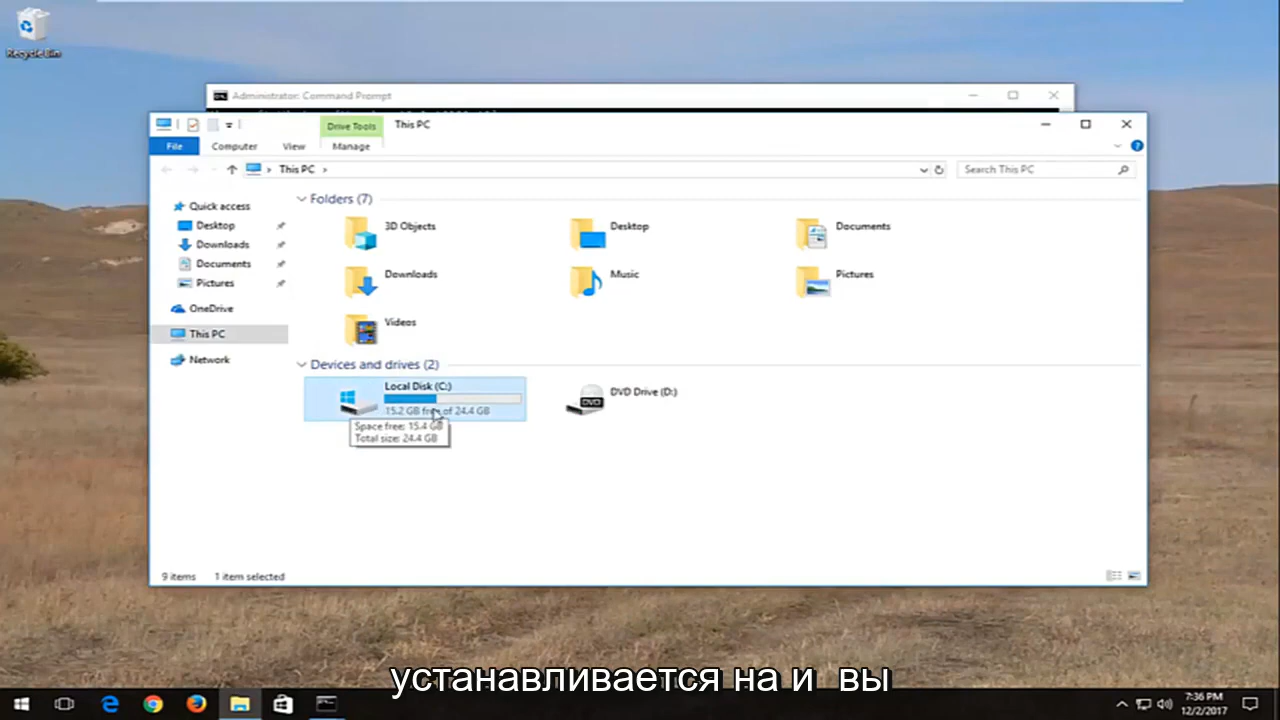 Recycle Bin
Administrator: Command Prompt
Drive Tools
This PC
File
Computer
View
Manage
This PC
Search This PC
Quick access
Desktop
Downloads
Documents
Pictures
OneDrive
This PC
Network
Folders (7)
3D Objects
Desktop
Documents
Downloads
Music
Pictures
Videos
Devices and drives (2)
Local Disk (C:)
15.2 GB free of 24.4 GB
DVD Drive (D:)
DVD
Space free: 15.4 GB
Total size: 24.4 GB
9 items
1 item selected
устанавливается на и вы
7:36 PM
12/2/2017